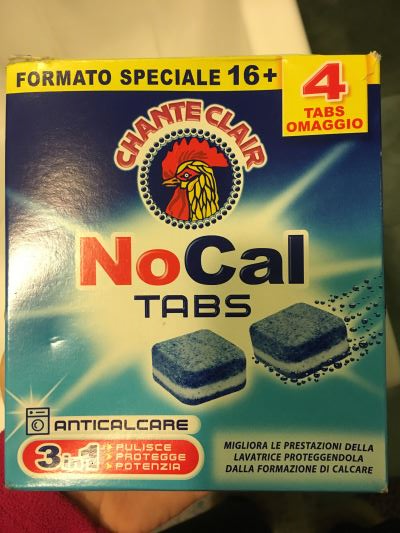 FORMATO SPECIALE 16+
4
TABS
OMAGGIO
CHANTE CLAIR
NoCal
TABS
ANTICALCARE
3in1
PULISCE
PROTEGGE
POTENZIA
MIGLIORA LE PRESTAZIONI DELLA
LAVATRICE PROTEGGENDOLA
DALLA FORMAZIONE DI CALCARE